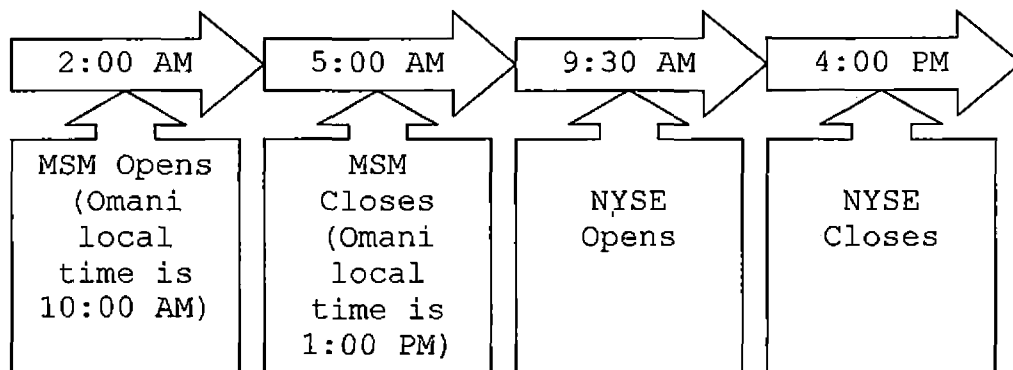 2:00 AM
5:00 AM
9:30 AM
4:00 PM
MSM Opens
(Omani
local
time is
10:00 AM)
MSM
Closes
(Omani
local
time is
1:00 PM)
NYSE
Opens
NYSE
Closes